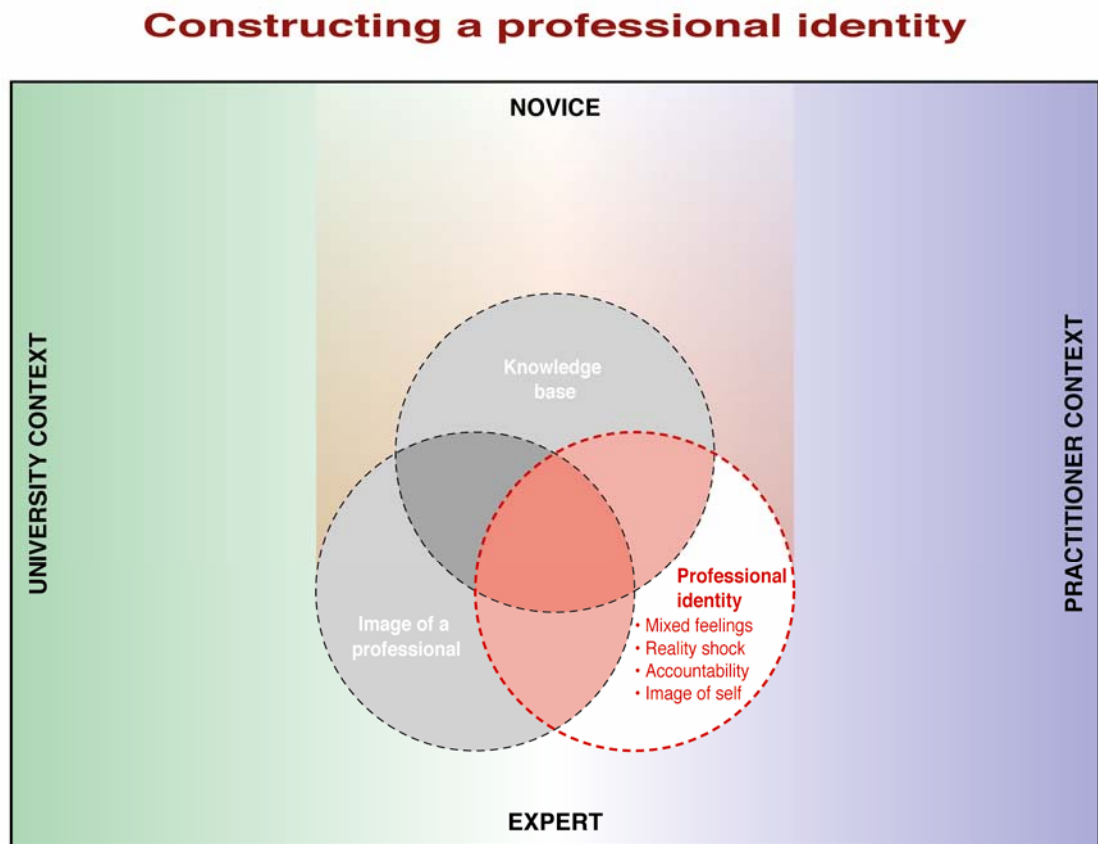 Constructing a professional identity
NOVICE
UNIVERSITY CONTEXT
PRACTITIONER CONTEXT
Knowledge
base
Image of a
professional
Professional
identity
• Mixed feelings
• Reality shock
• Accountability
• Image of self
EXPERT